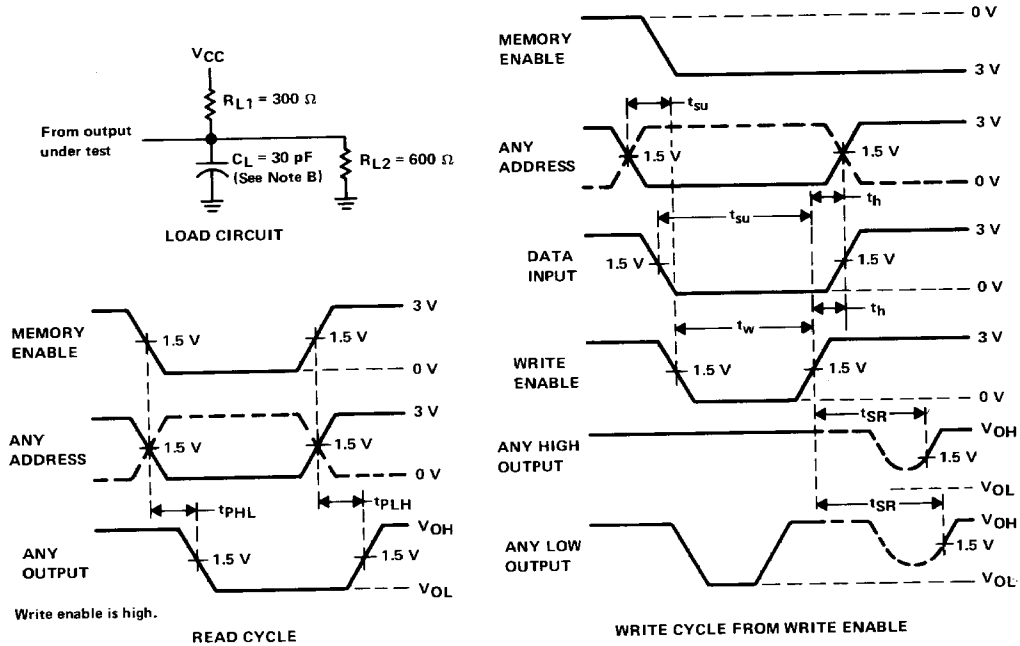 VCC
RL1 = 300 Ω
From output
under test
CL = 30 pF
(See Note B)
RL2 = 600 Ω
LOAD CIRCUIT
MEMORY
ENABLE
3 V
1.5 V
1.5 V
0 V
ANY
ADDRESS
3 V
1.5 V
1.5 V
0 V
tPHL
tPLH
ANY
OUTPUT
VOH
1.5 V
1.5 V
VOL
Write enable is high.
READ CYCLE
MEMORY
ENABLE
0 V
3 V
tsu
ANY
ADDRESS
3 V
1.5 V
1.5 V
0 V
th
tsu
DATA
INPUT
3 V
1.5 V
1.5 V
0 V
th
tw
WRITE
ENABLE
3 V
1.5 V
1.5 V
0 V
tSR
ANY HIGH
OUTPUT
VOH
1.5 V
VOL
tSR
ANY LOW
OUTPUT
VOH
1.5 V
VOL
WRITE CYCLE FROM WRITE ENABLE